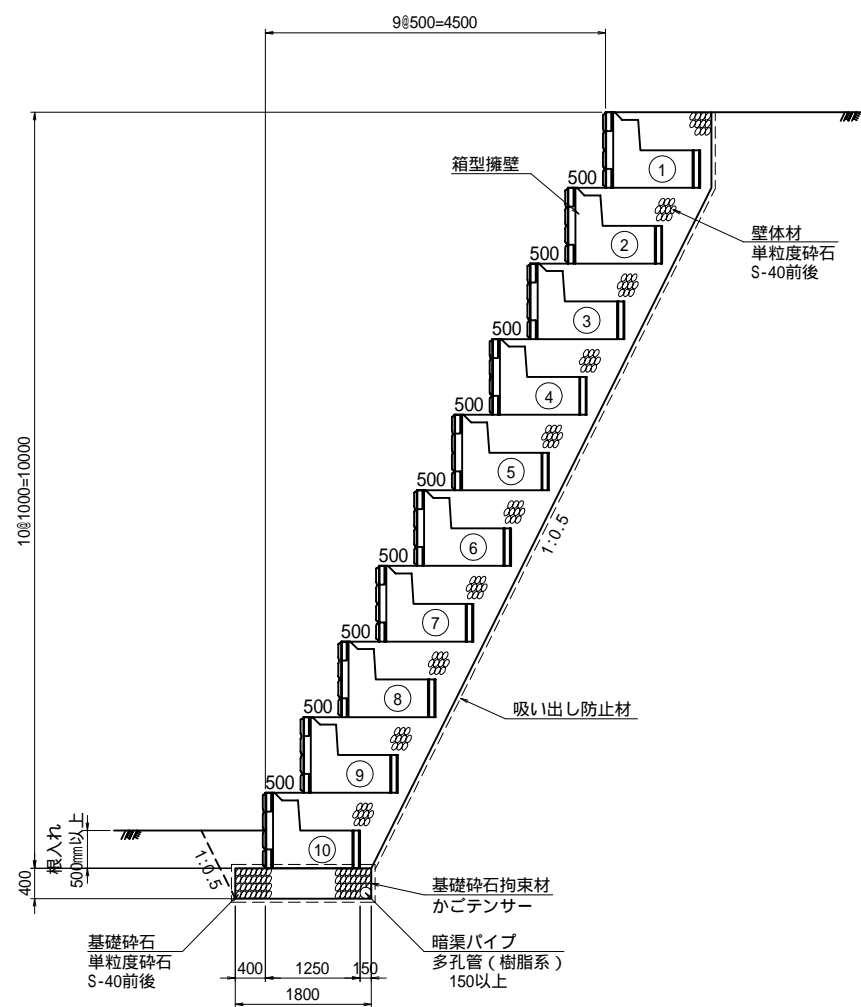 9@500=4500
10@1000=10000
箱型擁壁
500
①
壁体材
単粒度砕石
S-40前後
500
②
500
③
500
④
500
⑤
500
⑥
1:0.5
500
⑦
500
⑧
吸い出し防止材
500
⑨
500
⑩
根入れ
500mm以上
1:0.5
400
基礎砕石拘束材
かごテンサー
基礎砕石
単粒度砕石
S-40前後
暗渠パイプ
多孔管(樹脂系)
150以上
400
1250
150
1800